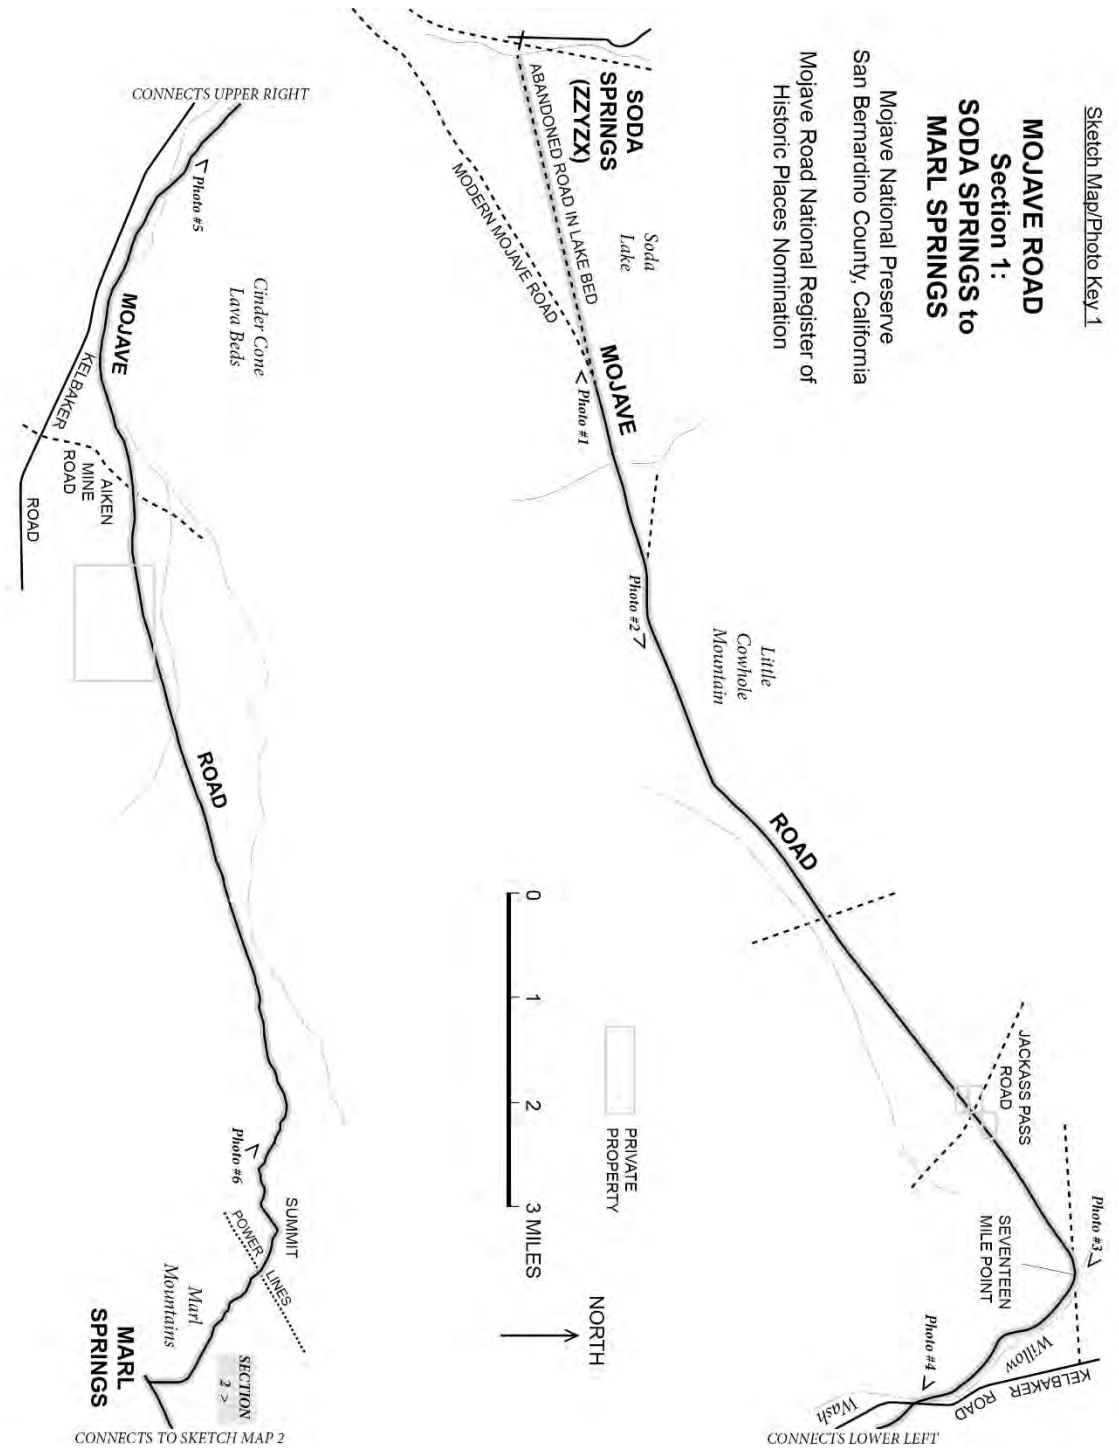 Sketch Map/Photo Key 1
MOJAVE ROAD
Section 1:
SODA SPRINGS to
MARL SPRINGS
Mojave National Preserve
San Bernardino County, California
Mojave Road National Register of
Historic Places Nomination
SODA
SPRINGS
(ZZYZX)
ABANDONED ROAD IN LAKE BED
MODERN MOJAVE ROAD
Soda
Lake
MOJAVE
< Photo #1
Photo #2 >
Little
Cowhole
Mountain
ROAD
JACKASS PASS
ROAD
Photo #3 >
SEVENTEEN
MILE POINT
Photo #4 >
Willow
Wash
KELBAKER ROAD
CONNECTS LOWER LEFT
0 1 2 3 MILES
PRIVATE
PROPERTY
NORTH
CONNECTS UPPER RIGHT
< Photo #5
Cinder Cone
Lava Beds
MOJAVE
KELBAKER
ROAD
AIKEN
MINE
ROAD
ROAD
Photo #6 >
SUMMIT
POWER LINES
Marl
Mountains
MARL
SPRINGS
SECTION
2 >
CONNECTS TO SKETCH MAP 2